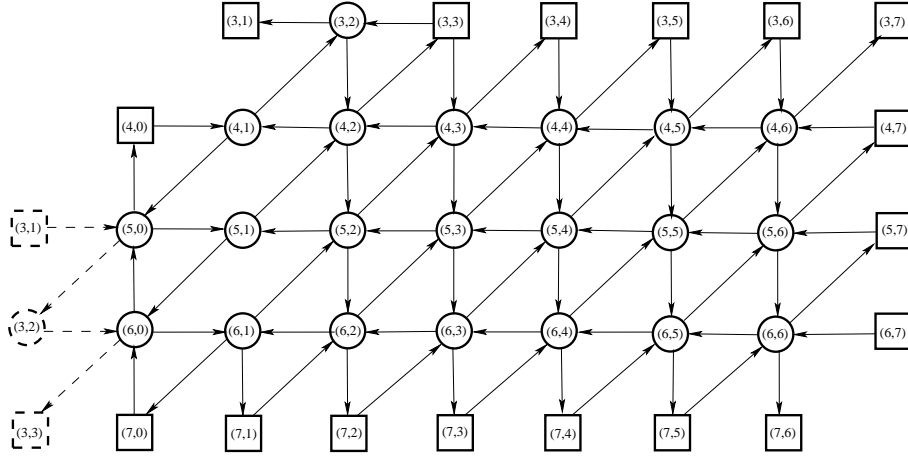 (3,1) (3,2) (3,3) (3,4) (3,5) (3,6) (3,7)
(4,0) (4,1) (4,2) (4,3) (4,4) (4,5) (4,6) (4,7)
(3,1) (5,0) (5,1) (5,2) (5,3) (5,4) (5,5) (5,6) (5,7)
(3,2) (6,0) (6,1) (6,2) (6,3) (6,4) (6,5) (6,6) (6,7)
(3,3) (7,0) (7,1) (7,2) (7,3) (7,4) (7,5) (7,6)